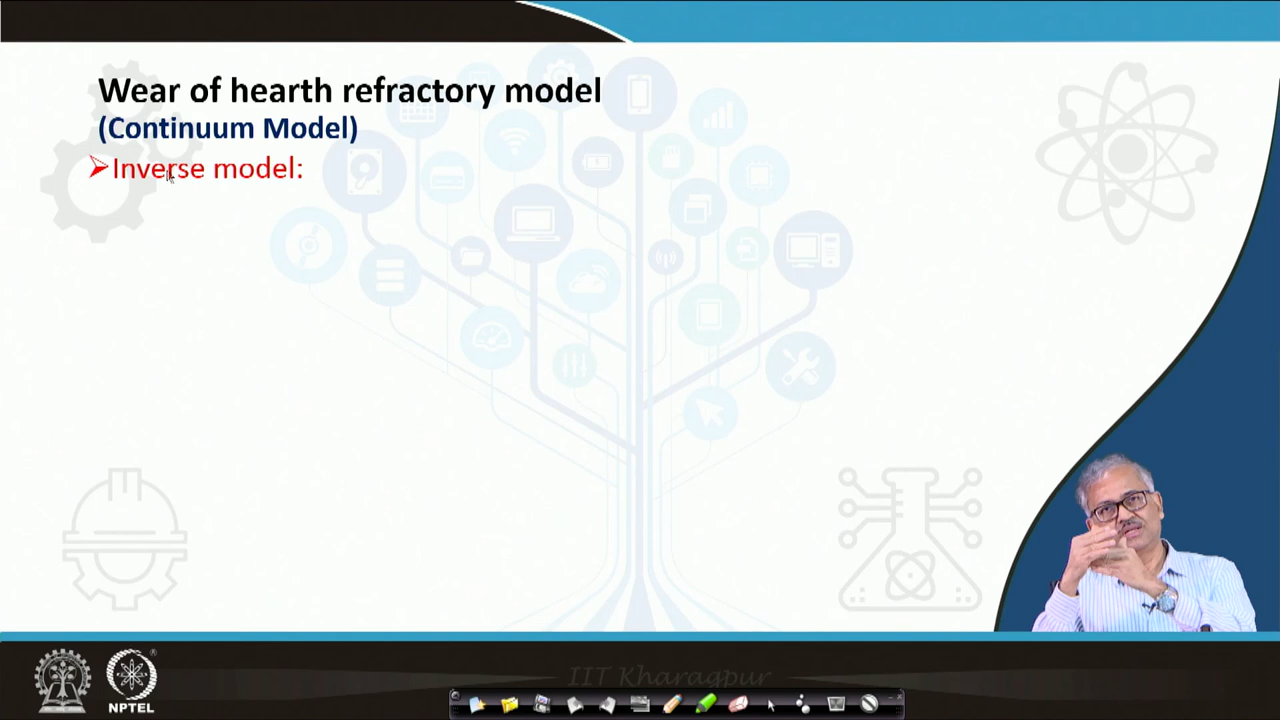 Wear of hearth refractory model
(Continuum Model)
Inverse model:
IIT Kharagpur
NPTEL